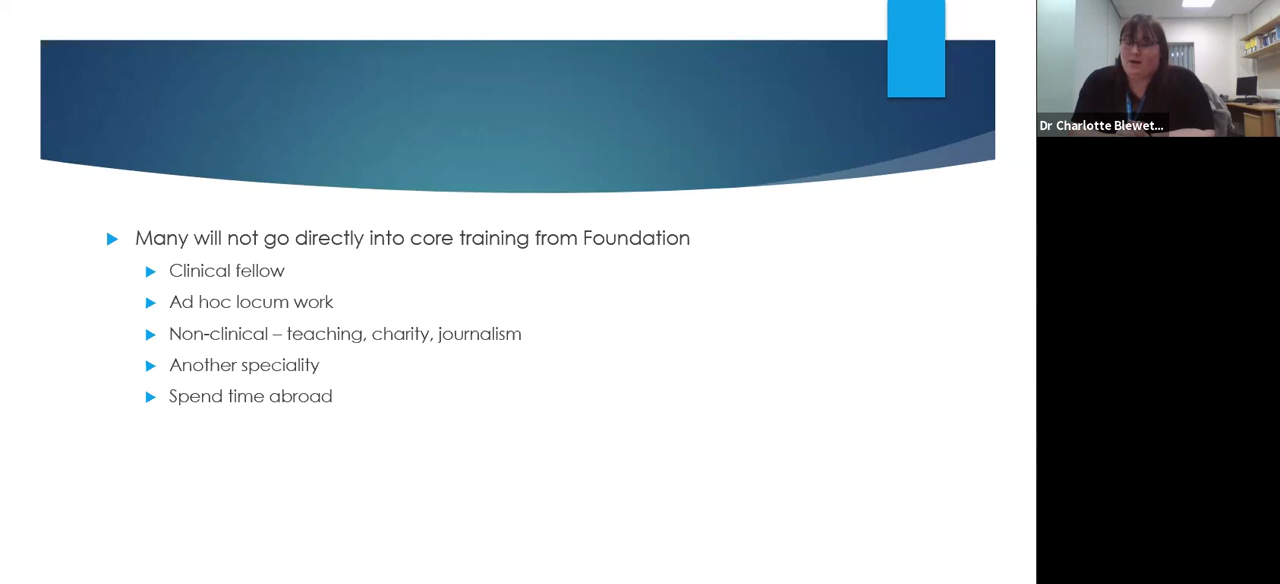 Many will not go directly into core training from Foundation
Clinical fellow
Ad hoc locum work
Non-clinical – teaching, charity, journalism
Another speciality
Spend time abroad
Dr Charlotte Blewet...